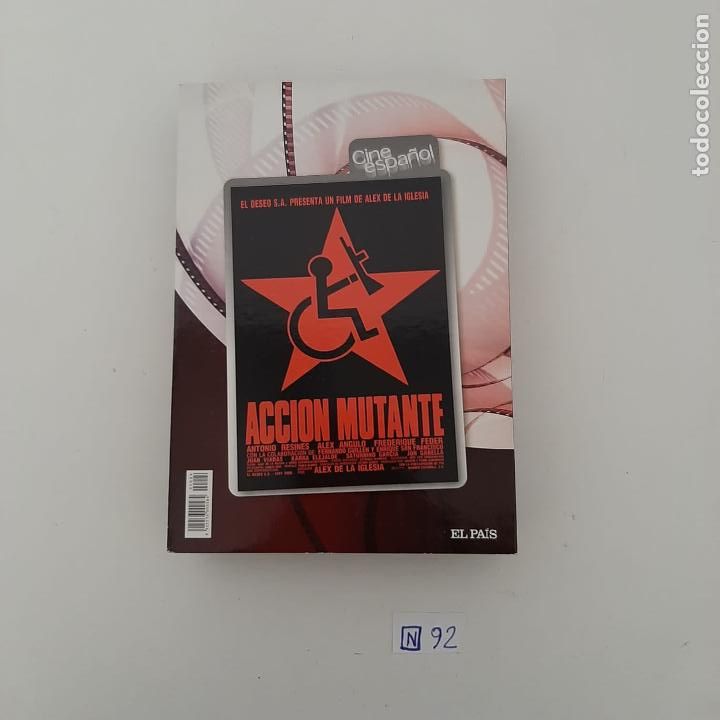 todocoleccion
Cine
español
EL DESEO S.A. PRESENTA UN FILM DE ALEX DE LA IGLESIA
ACCION MUTANTE
ANTONIO RESINES ALEX ANGULO FREDERIQUE FEDER
CON LA COLABORACION DE FERNANDO GUILLEN Y ENRIQUE SAN FRANCISCO
JUAN VIADAS KARRA ELEJALDE SATURNINO GARCIA JON GABELLA
ALEX DE LA IGLESIA
EL PAÍS
N 92